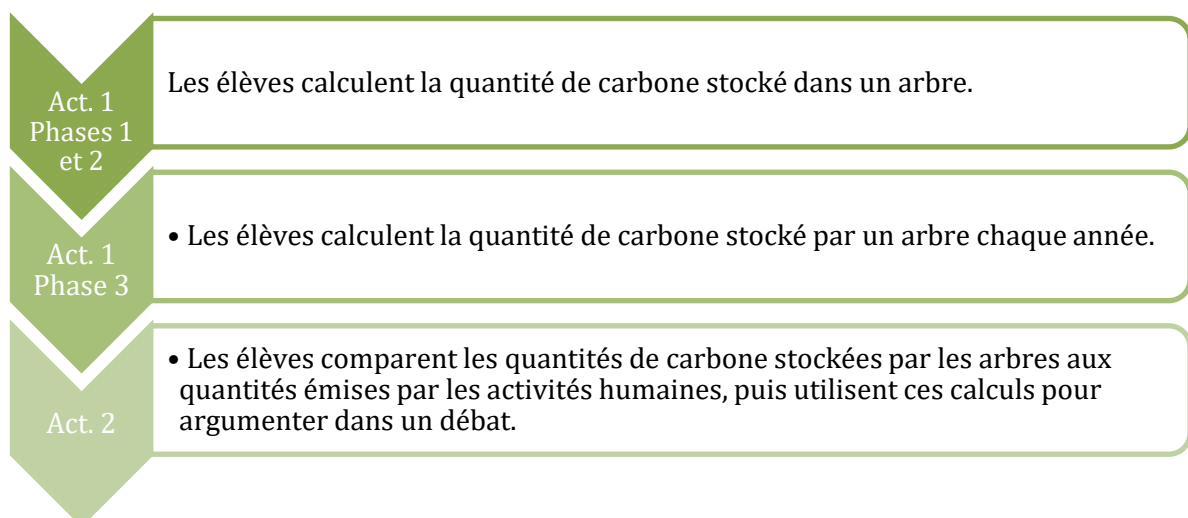 Act. 1
Phases 1
et 2
Les élèves calculent la quantité de carbone stocké dans un arbre.
Act. 1
Phase 3
• Les élèves calculent la quantité de carbone stocké par un arbre chaque année.
Act. 2
• Les élèves comparent les quantités de carbone stockées par les arbres aux
quantités émises par les activités humaines, puis utilisent ces calculs pour
argumenter dans un débat.